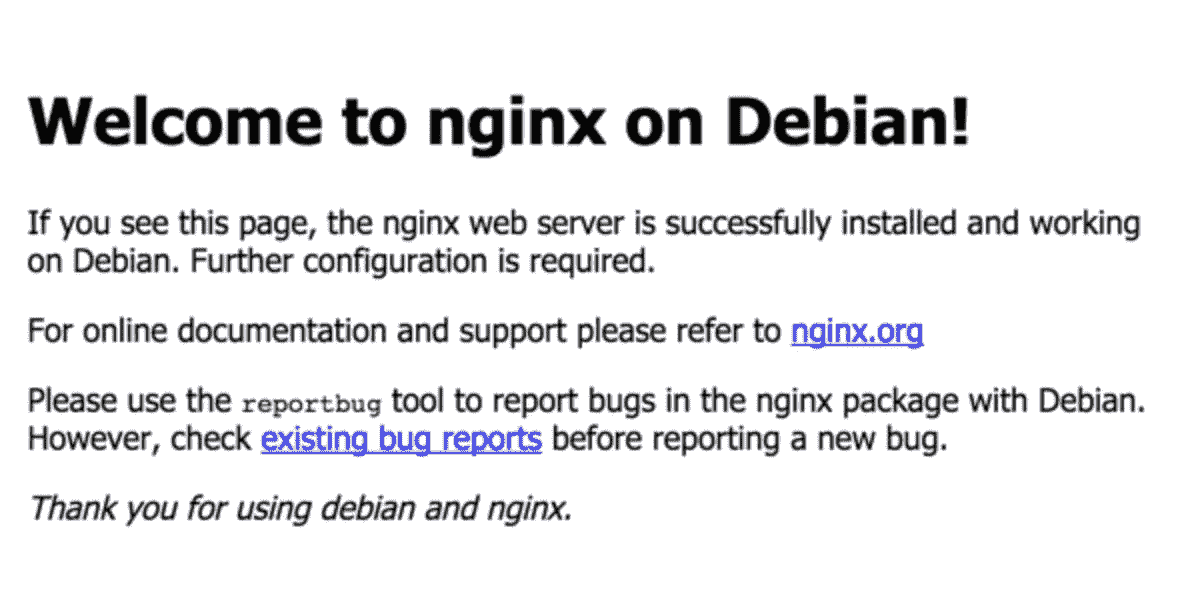 Welcome to nginx on Debian!
If you see this page, the nginx web server is successfully installed and working
on Debian. Further configuration is required.
For online documentation and support please refer to nginx.org
Please use the reportbug tool to report bugs in the nginx package with Debian.
However, check existing bug reports before reporting a new bug.
Thank you for using debian and nginx.